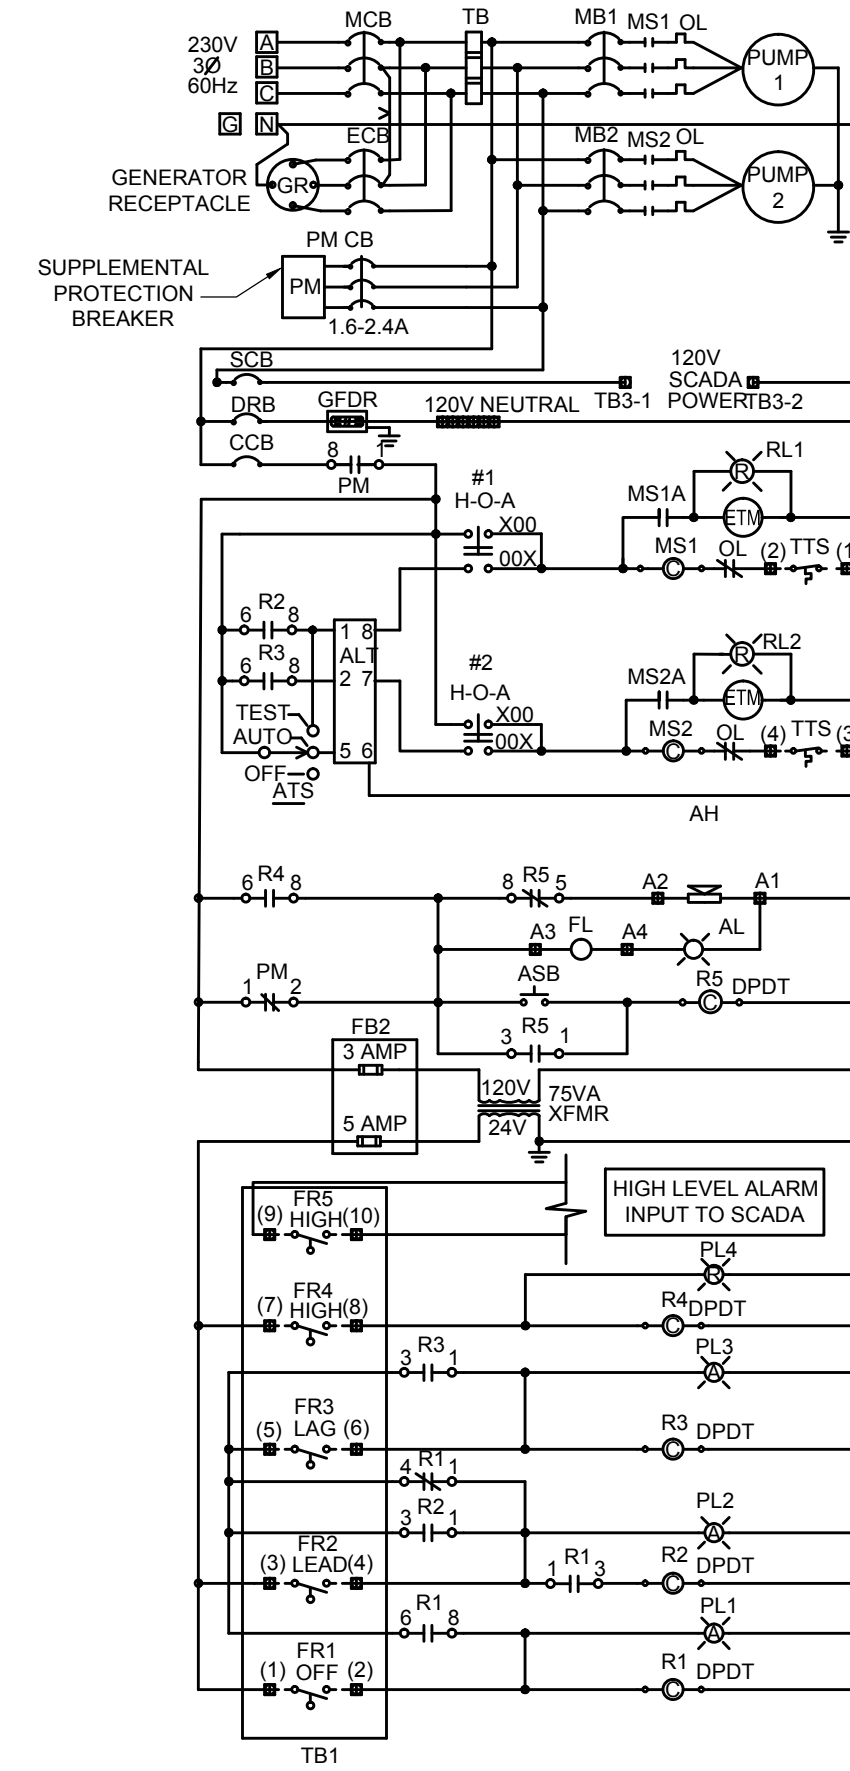 MCB TB MB1 MS1 OL
230V A
3Ø B PUMP
60Hz C 1
G N
ECB MB2 MS2 OL
GENERATOR GR PUMP
RECEPTACLE 2
PM CB
SUPPLEMENTAL
PROTECTION PM
BREAKER
1.6-2.4A
SCB 120V
SCADA
TB3-1 POWER TB3-2
DRB GFDR 120V NEUTRAL
CCB 8 1
PM
#1
H-O-A
X00
00X
RL1
R
MS1A
ETM
MS1 OL (2) TTS (1
C
R2
6 8
1 8
R3 ALT
6 8 2 7
TEST
AUTO
5 6
OFF
ATS
#2
H-O-A
X00
00X
RL2
R
MS2A
ETM
MS2 OL (4) TTS (3
C
AH
6 R4 8 8 R5 5 A2 A1
A3 FL A4 AL
ASB
1 PM 2 R5 DPDT
C
3 R5 1
FB2
3 AMP
120V 75VA
5 AMP XFMR
24V
HIGH LEVEL ALARM
INPUT TO SCADA
FR5
(9) HIGH (10)
PL4
R
FR4 R4 DPDT
(7) HIGH (8) C
3 R3 1 PL3
A
FR3
(5) LAG (6) R3 DPDT
C
4 R1 1
3 R2 1 PL2
A
FR2
(3) LEAD (4) 1 R1 3 R2 DPDT
C
6 R1 8 PL1
A
FR1
(1) OFF (2) R1 DPDT
C
TB1